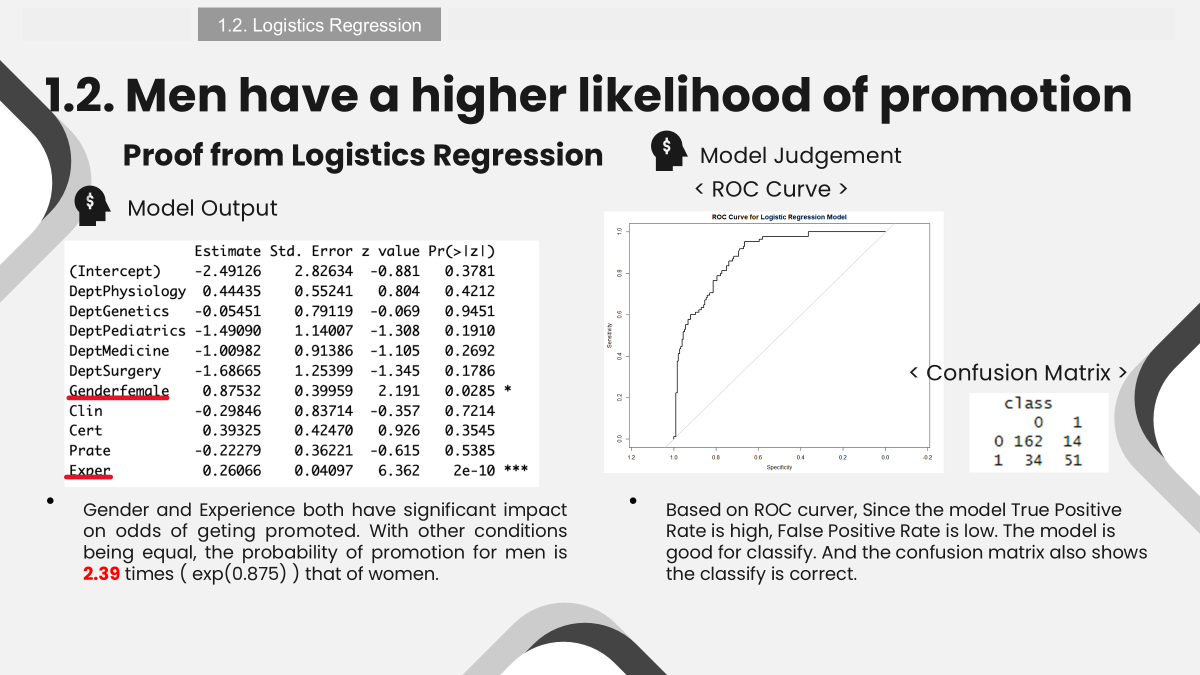 1.2. Logistics Regression
1.2. Men have a higher likelihood of promotion
Proof from Logistics Regression
$
Model Output
Estimate Std. Error z value Pr(>|z|)
(Intercept) -2.49126 2.82634 -0.881 0.3781
DeptPhysiology 0.44435 0.55241 0.804 0.4212
DeptGenetics -0.05451 0.79119 -0.069 0.9451
DeptPediatrics -1.49090 1.14007 -1.308 0.1910
DeptMedicine -1.00982 0.91386 -1.105 0.2692
DeptSurgery -1.68665 1.25399 -1.345 0.1786
Genderfemale 0.87532 0.39959 2.191 0.0285 *
Clin -0.29846 0.83714 -0.357 0.7214
Cert 0.39325 0.42470 0.926 0.3545
Prate -0.22279 0.36221 -0.615 0.5385
Exper 0.26066 0.04097 6.362 2e-10 ***
• Gender and Experience both have significant impact
on odds of geting promoted. With other conditions
being equal, the probability of promotion for men is
2.39 times ( exp(0.875) ) that of women.
$
Model Judgement
< ROC Curve >
ROC Curve for Logistic Regression Model
Sensitivity
1.0
0.8
0.6
0.4
0.2
0.0
1.2 1.0 0.8 0.6 0.4 0.2 0.0 -0.2
Specificity
< Confusion Matrix >
class
0 1
0 162 14
1 34 51
• Based on ROC curver, Since the model True Positive
Rate is high, False Positive Rate is low. The model is
good for classify. And the confusion matrix also shows
the classify is correct.